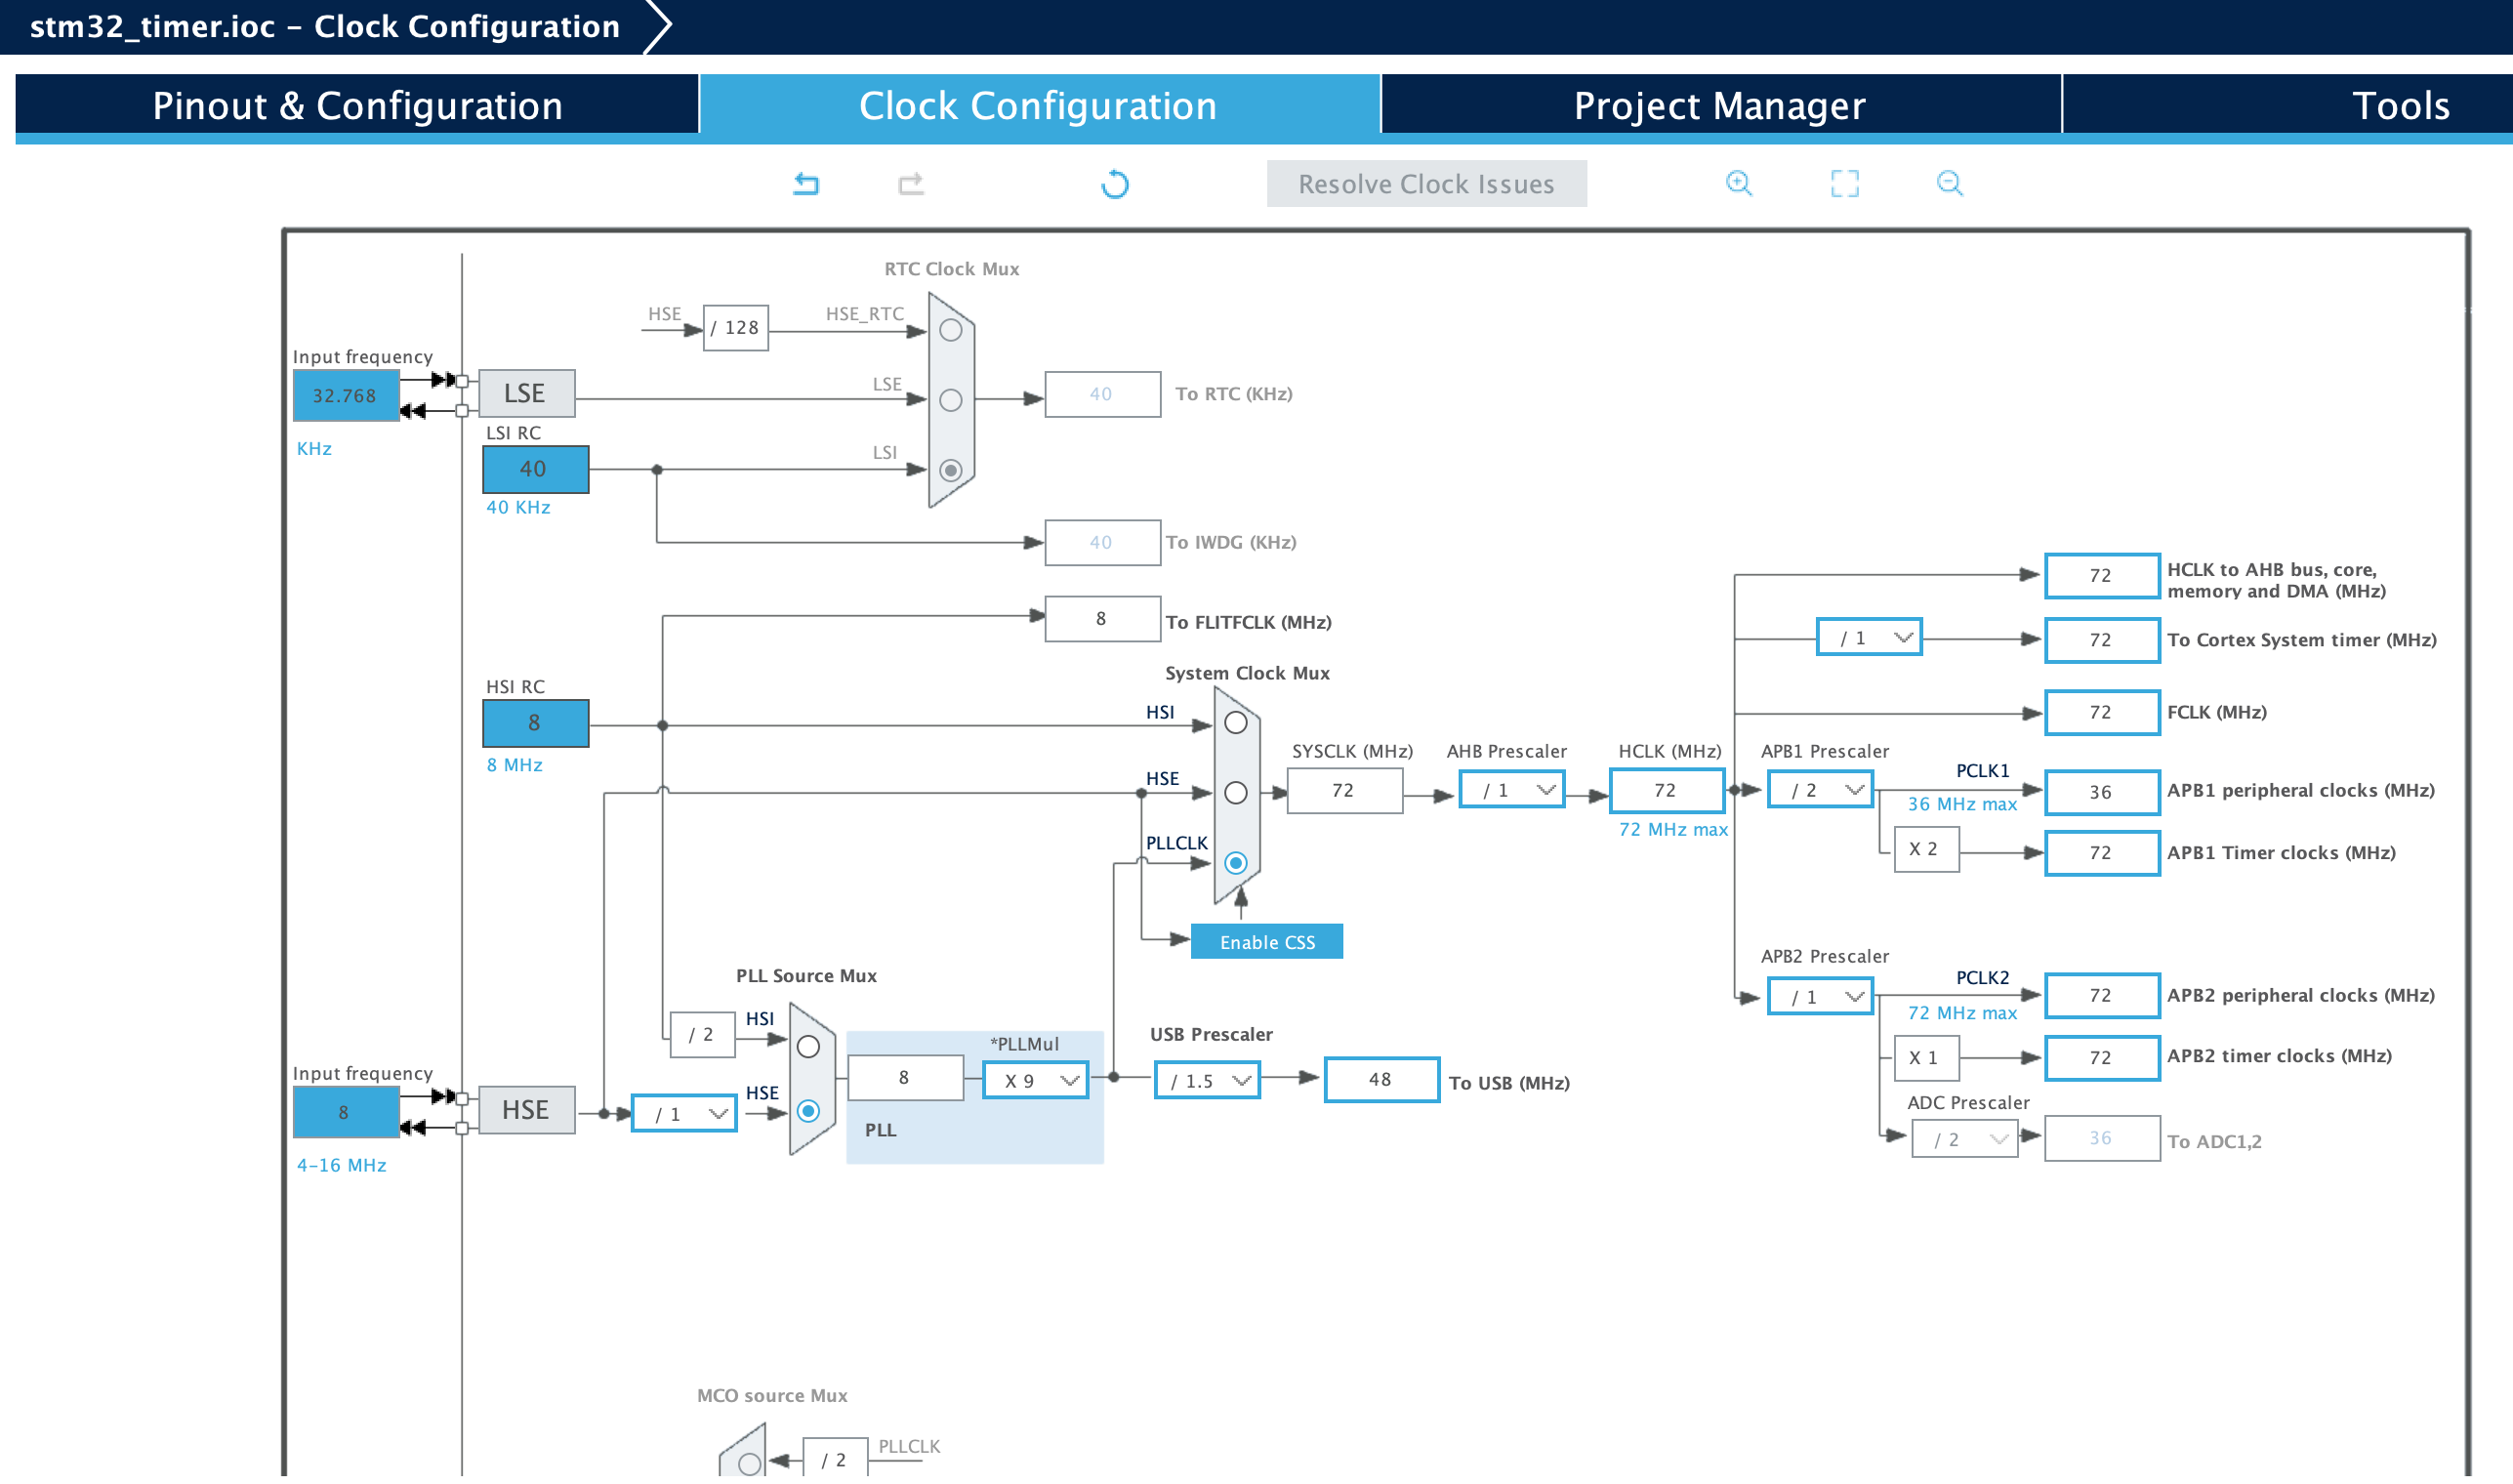 stm32_timer.ioc – Clock Configuration
Pinout & Configuration
Clock Configuration
Project Manager
Tools
Resolve Clock Issues
RTC Clock Mux
HSE
/ 128
HSE_RTC
Input frequency
32.768
KHz
LSE
LSE
40
To RTC (KHz)
LSI RC
40
40 KHz
LSI
40
To IWDG (KHz)
8
To FLITFCLK (MHz)
HSI RC
8
8 MHz
System Clock Mux
HSI
HSE
PLLCLK
Enable CSS
SYSCLK (MHz)
72
AHB Prescaler
/ 1
HCLK (MHz)
72
72 MHz max
72
HCLK to AHB bus, core,
memory and DMA (MHz)
/ 1
72
To Cortex System timer (MHz)
72
FCLK (MHz)
APB1 Prescaler
/ 2
PCLK1
36 MHz max
36
APB1 peripheral clocks (MHz)
X 2
72
APB1 Timer clocks (MHz)
APB2 Prescaler
/ 1
PCLK2
72 MHz max
72
APB2 peripheral clocks (MHz)
X 1
72
APB2 timer clocks (MHz)
ADC Prescaler
/ 2
36
To ADC1,2
PLL Source Mux
/ 2
HSI
Input frequency
8
4–16 MHz
HSE
/ 1
HSE
8
*PLLMul
X 9
PLL
USB Prescaler
/ 1.5
48
To USB (MHz)
MCO source Mux
/ 2
PLLCLK